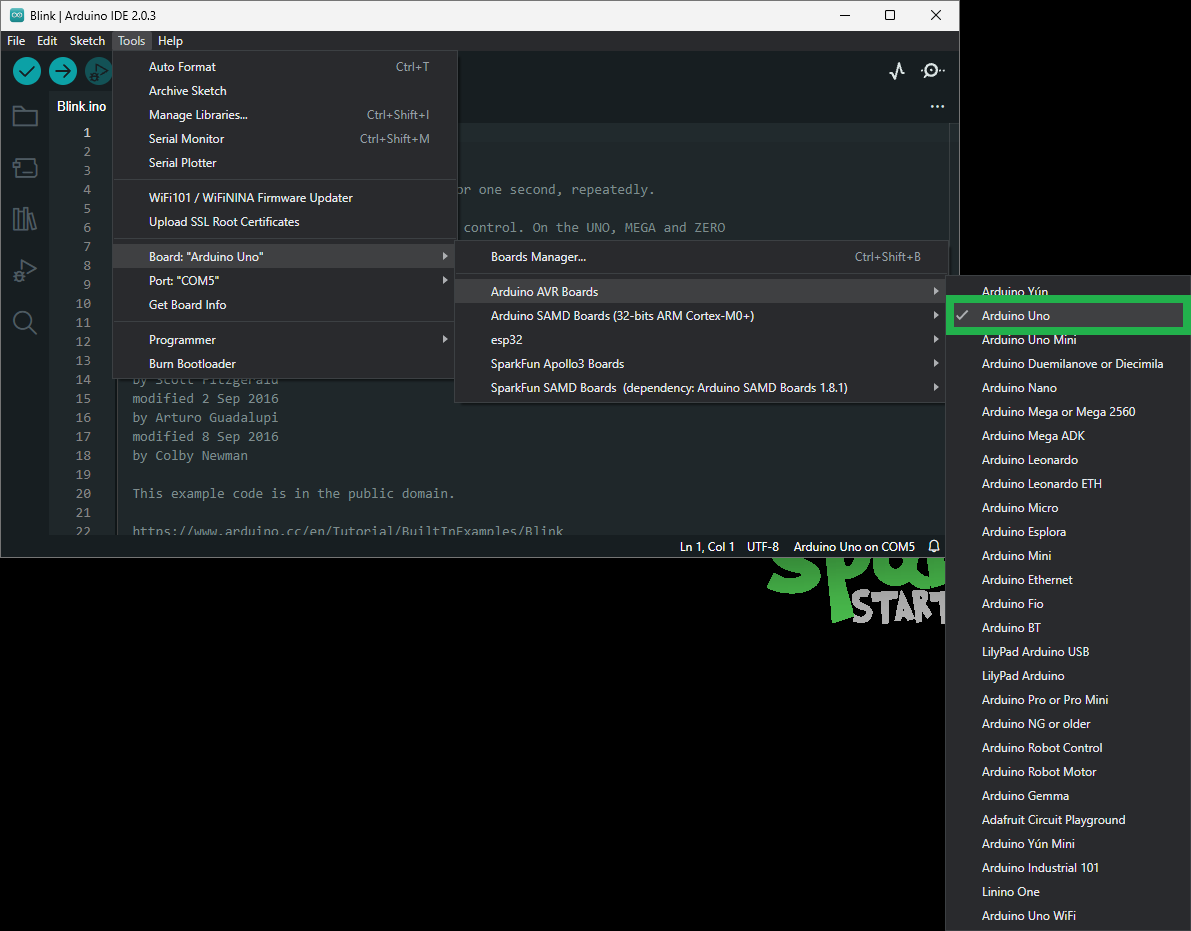 Blink | Arduino IDE 2.0.3
File Edit Sketch Tools Help
Blink.ino
Auto Format Ctrl+T
Archive Sketch
Manage Libraries... Ctrl+Shift+I
Serial Monitor Ctrl+Shift+M
Serial Plotter
WiFi101 / WiFiNINA Firmware Updater
Upload SSL Root Certificates
Board: "Arduino Uno"
Port: "COM5"
Get Board Info
Programmer
Burn Bootloader
Boards Manager... Ctrl+Shift+B
Arduino AVR Boards
Arduino SAMD Boards (32-bits ARM Cortex-M0+)
esp32
SparkFun Apollo3 Boards
SparkFun SAMD Boards (dependency: Arduino SAMD Boards 1.8.1)
Arduino Yún
Arduino Uno
Arduino Uno Mini
Arduino Duemilanove or Diecimila
Arduino Nano
Arduino Mega or Mega 2560
Arduino Mega ADK
Arduino Leonardo
Arduino Leonardo ETH
Arduino Micro
Arduino Esplora
Arduino Mini
Arduino Ethernet
Arduino Fio
Arduino BT
LilyPad Arduino USB
LilyPad Arduino
Arduino Pro or Pro Mini
Arduino NG or older
Arduino Robot Control
Arduino Robot Motor
Arduino Gemma
Adafruit Circuit Playground
Arduino Yún Mini
Arduino Industrial 101
Linino One
Arduino Uno WiFi
1
2
3
4 or one second, repeatedly.
5
6 control. On the UNO, MEGA and ZERO
7
8
9
10
11
12
13
14 by Scott Fitzgerald
15 modified 2 Sep 2016
16 by Arturo Guadalupi
17 modified 8 Sep 2016
18 by Colby Newman
19
20 This example code is in the public domain.
21
22 https://www.arduino.cc/en/Tutorial/BuiltInExamples/Blink
Ln 1, Col 1 UTF-8 Arduino Uno on COM5
START